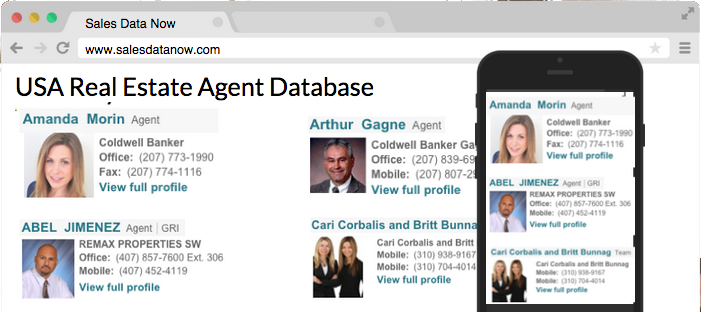 Sales Data Now
www.salesdatanow.com
USA Real Estate Agent Database
Amanda Morin Agent
Coldwell Banker
Office: (207) 773-1990
Fax: (207) 774-1116
View full profile
Arthur Gagne Agent
Coldwell Banker Ga
Office: (207) 839-69
Mobile: (207) 807-29
View full profile
ABEL JIMENEZ Agent | GRI
REMAX PROPERTIES SW
Office: (407) 857-7600 Ext. 306
Mobile: (407) 452-4119
View full profile
Cari Corbalis and Britt Bunnag
Cari Corbalis and Britt
Mobile: (310) 938-9167
Mobile: (310) 704-4014
View full profile
Amanda Morin Agent
Coldwell Banker
Office: (207) 773-1990
Fax: (207) 774-1116
View full profile
ABEL JIMENEZ Agent | GRI
REMAX PROPERTIES SW
Office: (407) 857-7600 Ext. 306
Mobile: (407) 452-4119
View full profile
Cari Corbalis and Britt Bunnag Team
Cari Corbalis and Britt Bunnag
Mobile: (310) 938-9167
Mobile: (310) 704-4014
View full profile